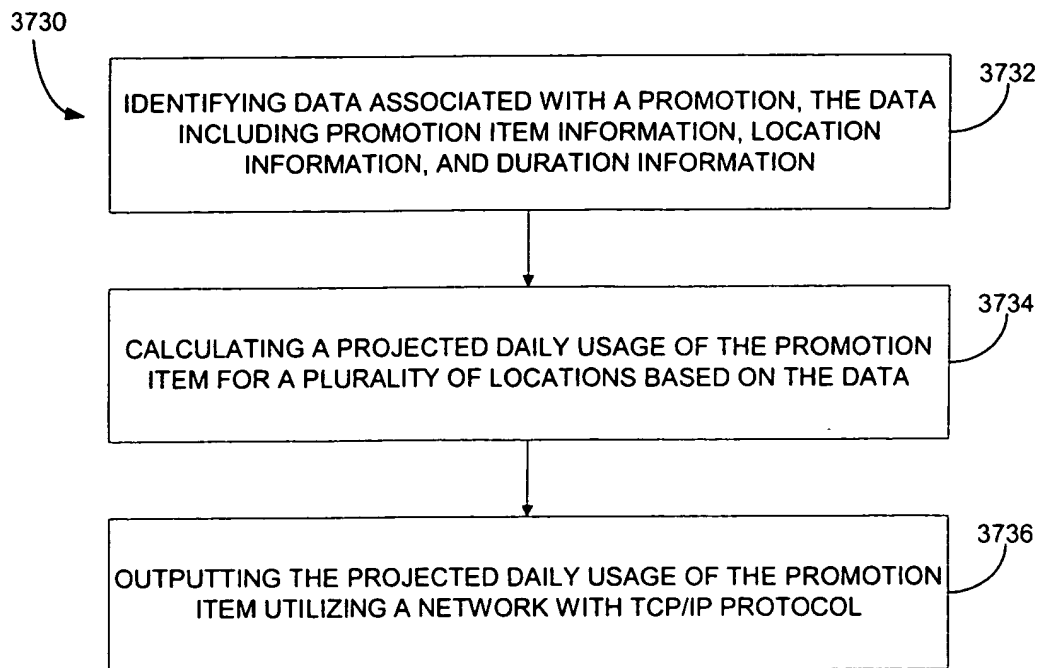 3730
3732
IDENTIFYING DATA ASSOCIATED WITH A PROMOTION, THE DATA
INCLUDING PROMOTION ITEM INFORMATION, LOCATION
INFORMATION, AND DURATION INFORMATION
3734
CALCULATING A PROJECTED DAILY USAGE OF THE PROMOTION
ITEM FOR A PLURALITY OF LOCATIONS BASED ON THE DATA
3736
OUTPUTTING THE PROJECTED DAILY USAGE OF THE PROMOTION
ITEM UTILIZING A NETWORK WITH TCP/IP PROTOCOL